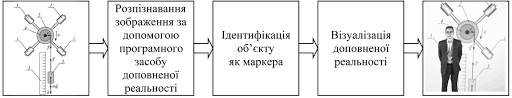 Розпізнавання
зображення за
допомогою
програмного
засобу
доповненої
реальності
Ідентифікація
об’єкту
як маркера
Візуалізація
доповненої
реальності